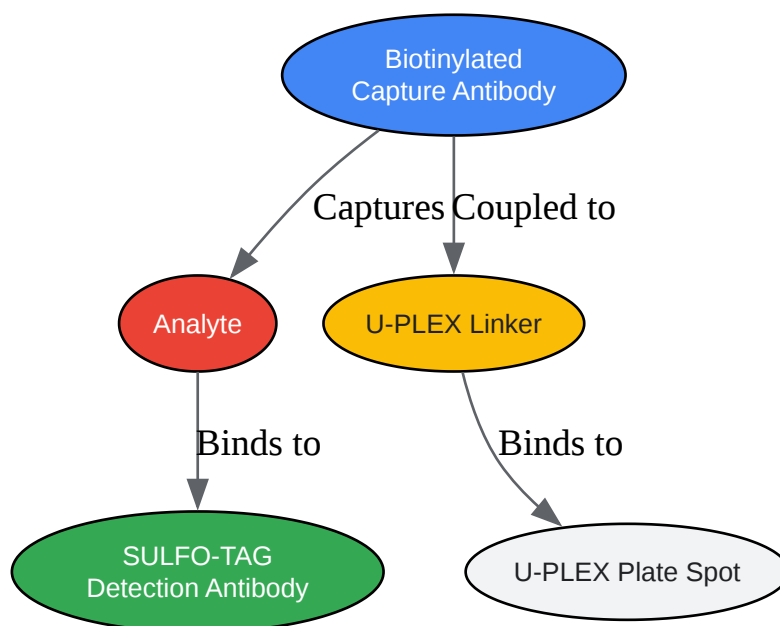 Biotinylated
Capture Antibody
Captures
Coupled to
Analyte
U-PLEX Linker
Binds to
Binds to
SULFO-TAG
Detection Antibody
U-PLEX Plate Spot